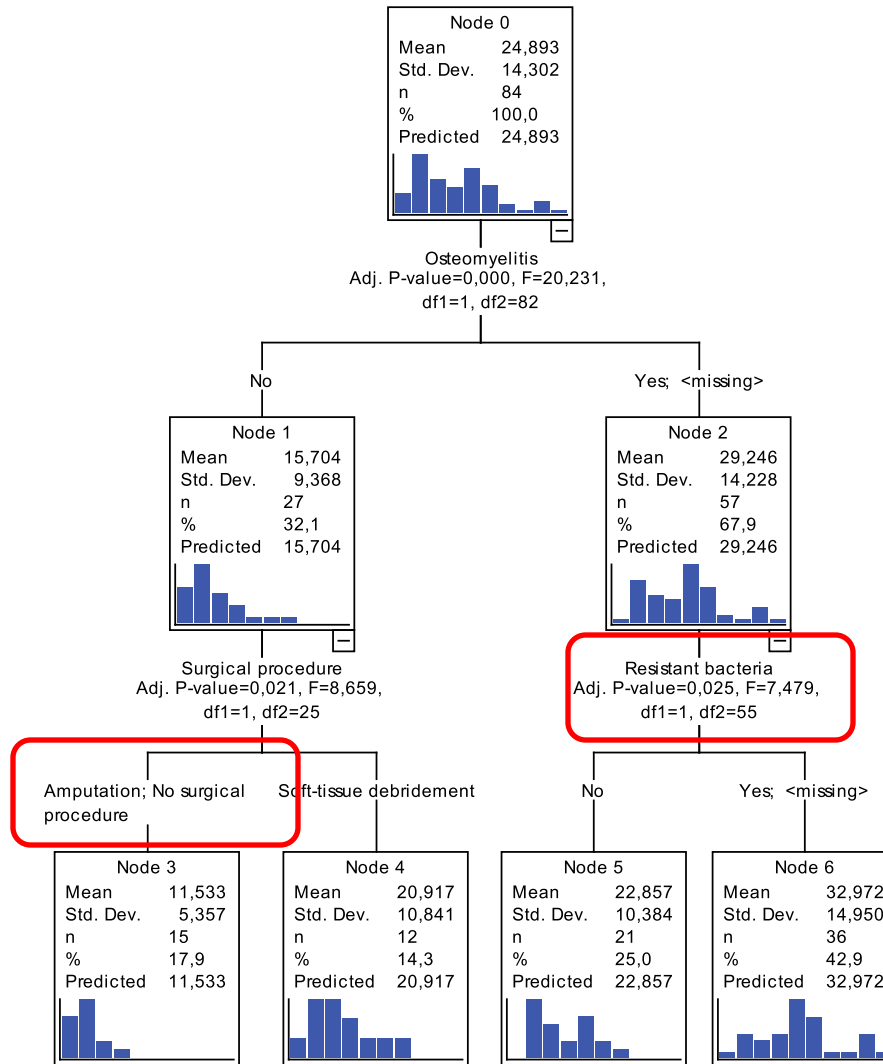 Node 0
Mean 24,893
Std. Dev. 14,302
n 84
% 100,0
Predicted 24,893
Osteomyelitis
Adj. P-value=0,000, F=20,231,
df1=1, df2=82
No
Yes; <missing>
Node 1
Mean 15,704
Std. Dev. 9,368
n 27
% 32,1
Predicted 15,704
Node 2
Mean 29,246
Std. Dev. 14,228
n 57
% 67,9
Predicted 29,246
Surgical procedure
Adj. P-value=0,021, F=8,659,
df1=1, df2=25
Resistant bacteria
Adj. P-value=0,025, F=7,479,
df1=1, df2=55
Amputation; No surgical
procedure
Soft-tissue debridement
No
Yes; <missing>
Node 3
Mean 11,533
Std. Dev. 5,357
n 15
% 17,9
Predicted 11,533
Node 4
Mean 20,917
Std. Dev. 10,841
n 12
% 14,3
Predicted 20,917
Node 5
Mean 22,857
Std. Dev. 10,384
n 21
% 25,0
Predicted 22,857
Node 6
Mean 32,972
Std. Dev. 14,950
n 36
% 42,9
Predicted 32,972